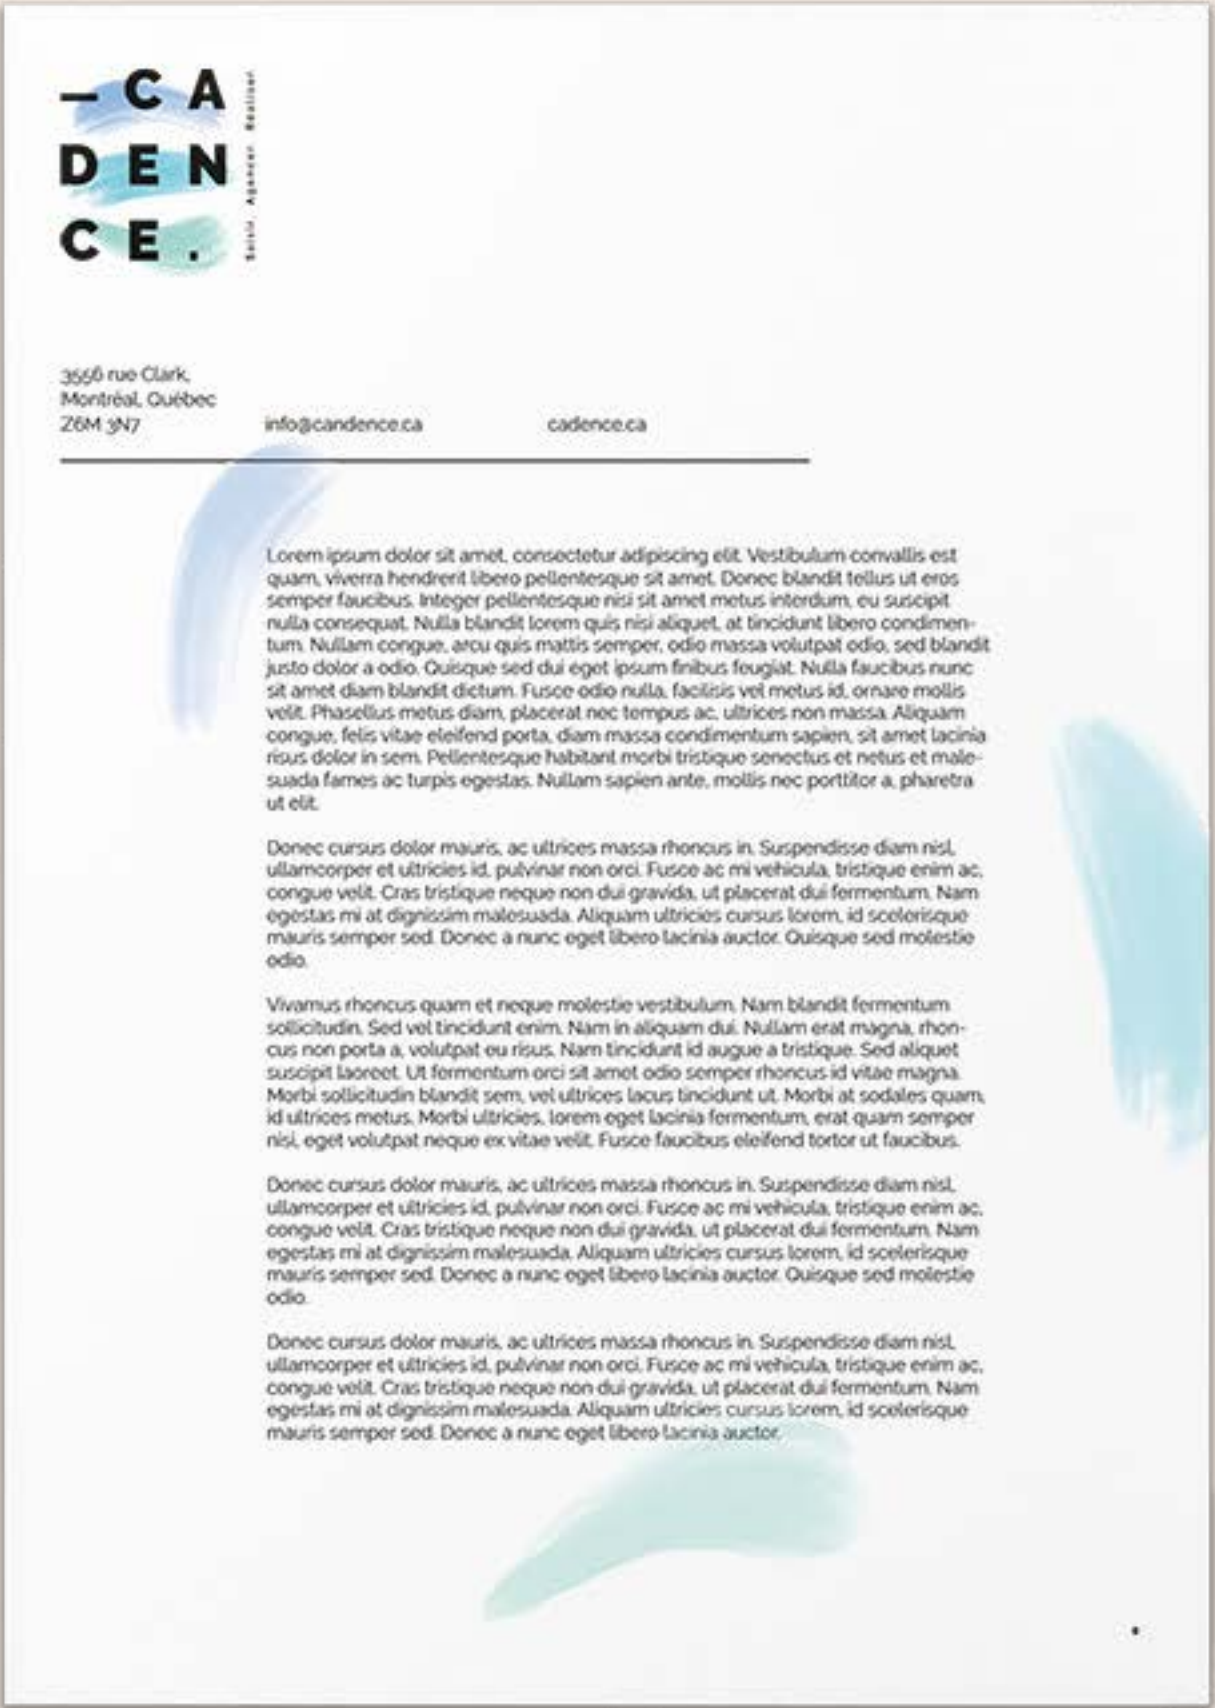 — C A
D E N
C E .
Saisir. Agencer. Réaliser.
3556 rue Clark,
Montréal, Québec
Z6M 3N7
info@candence.ca
cadence.ca
Lorem ipsum dolor sit amet, consectetur adipiscing elit. Vestibulum convallis est
quam, viverra hendrerit libero pellentesque sit amet. Donec blandit tellus ut eros
semper faucibus. Integer pellentesque nisi sit amet metus interdum, eu suscipit
nulla consequat. Nulla blandit lorem quis nisi aliquet, at tincidunt libero condimen-
tum. Nullam congue, arcu quis mattis semper, odio massa volutpat odio, sed blandit
justo dolor a odio. Quisque sed dui eget ipsum finibus feugiat. Nulla faucibus nunc
sit amet diam blandit dictum. Fusce odio nulla, facilisis vel metus id, ornare mollis
velit. Phasellus metus diam, placerat nec tempus ac, ultrices non massa. Aliquam
congue, felis vitae eleifend porta, diam massa condimentum sapien, sit amet lacinia
risus dolor in sem. Pellentesque habitant morbi tristique senectus et netus et male-
suada fames ac turpis egestas. Nullam sapien ante, mollis nec porttitor a, pharetra
ut elit.
Donec cursus dolor mauris, ac ultrices massa rhoncus in. Suspendisse diam nisl,
ullamcorper et ultricies id, pulvinar non orci. Fusce ac mi vehicula, tristique enim ac,
congue velit. Cras tristique neque non dui gravida, ut placerat dui fermentum. Nam
egestas mi at dignissim malesuada. Aliquam ultricies cursus lorem, id scelerisque
mauris semper sed. Donec a nunc eget libero lacinia auctor. Quisque sed molestie
odio.
Vivamus rhoncus quam et neque molestie vestibulum. Nam blandit fermentum
sollicitudin. Sed vel tincidunt enim. Nam in aliquam dui. Nullam erat magna, rhon-
cus non porta a, volutpat eu risus. Nam tincidunt id augue a tristique. Sed aliquet
suscipit laoreet. Ut fermentum orci sit amet odio semper rhoncus id vitae magna.
Morbi sollicitudin blandit sem, vel ultrices lacus tincidunt ut. Morbi at sodales quam,
id ultrices metus. Morbi ultricies, lorem eget lacinia fermentum, erat quam semper
nisi, eget volutpat neque ex vitae velit. Fusce faucibus eleifend tortor ut faucibus.
Donec cursus dolor mauris, ac ultrices massa rhoncus in. Suspendisse diam nisl,
ullamcorper et ultricies id, pulvinar non orci. Fusce ac mi vehicula, tristique enim ac,
congue velit. Cras tristique neque non dui gravida, ut placerat dui fermentum. Nam
egestas mi at dignissim malesuada. Aliquam ultricies cursus lorem, id scelerisque
mauris semper sed. Donec a nunc eget libero lacinia auctor. Quisque sed molestie
odio.
Donec cursus dolor mauris, ac ultrices massa rhoncus in. Suspendisse diam nisl,
ullamcorper et ultricies id, pulvinar non orci. Fusce ac mi vehicula, tristique enim ac,
congue velit. Cras tristique neque non dui gravida, ut placerat dui fermentum. Nam
egestas mi at dignissim malesuada. Aliquam ultricies cursus lorem, id scelerisque
mauris semper sed. Donec a nunc eget libero lacinia auctor.